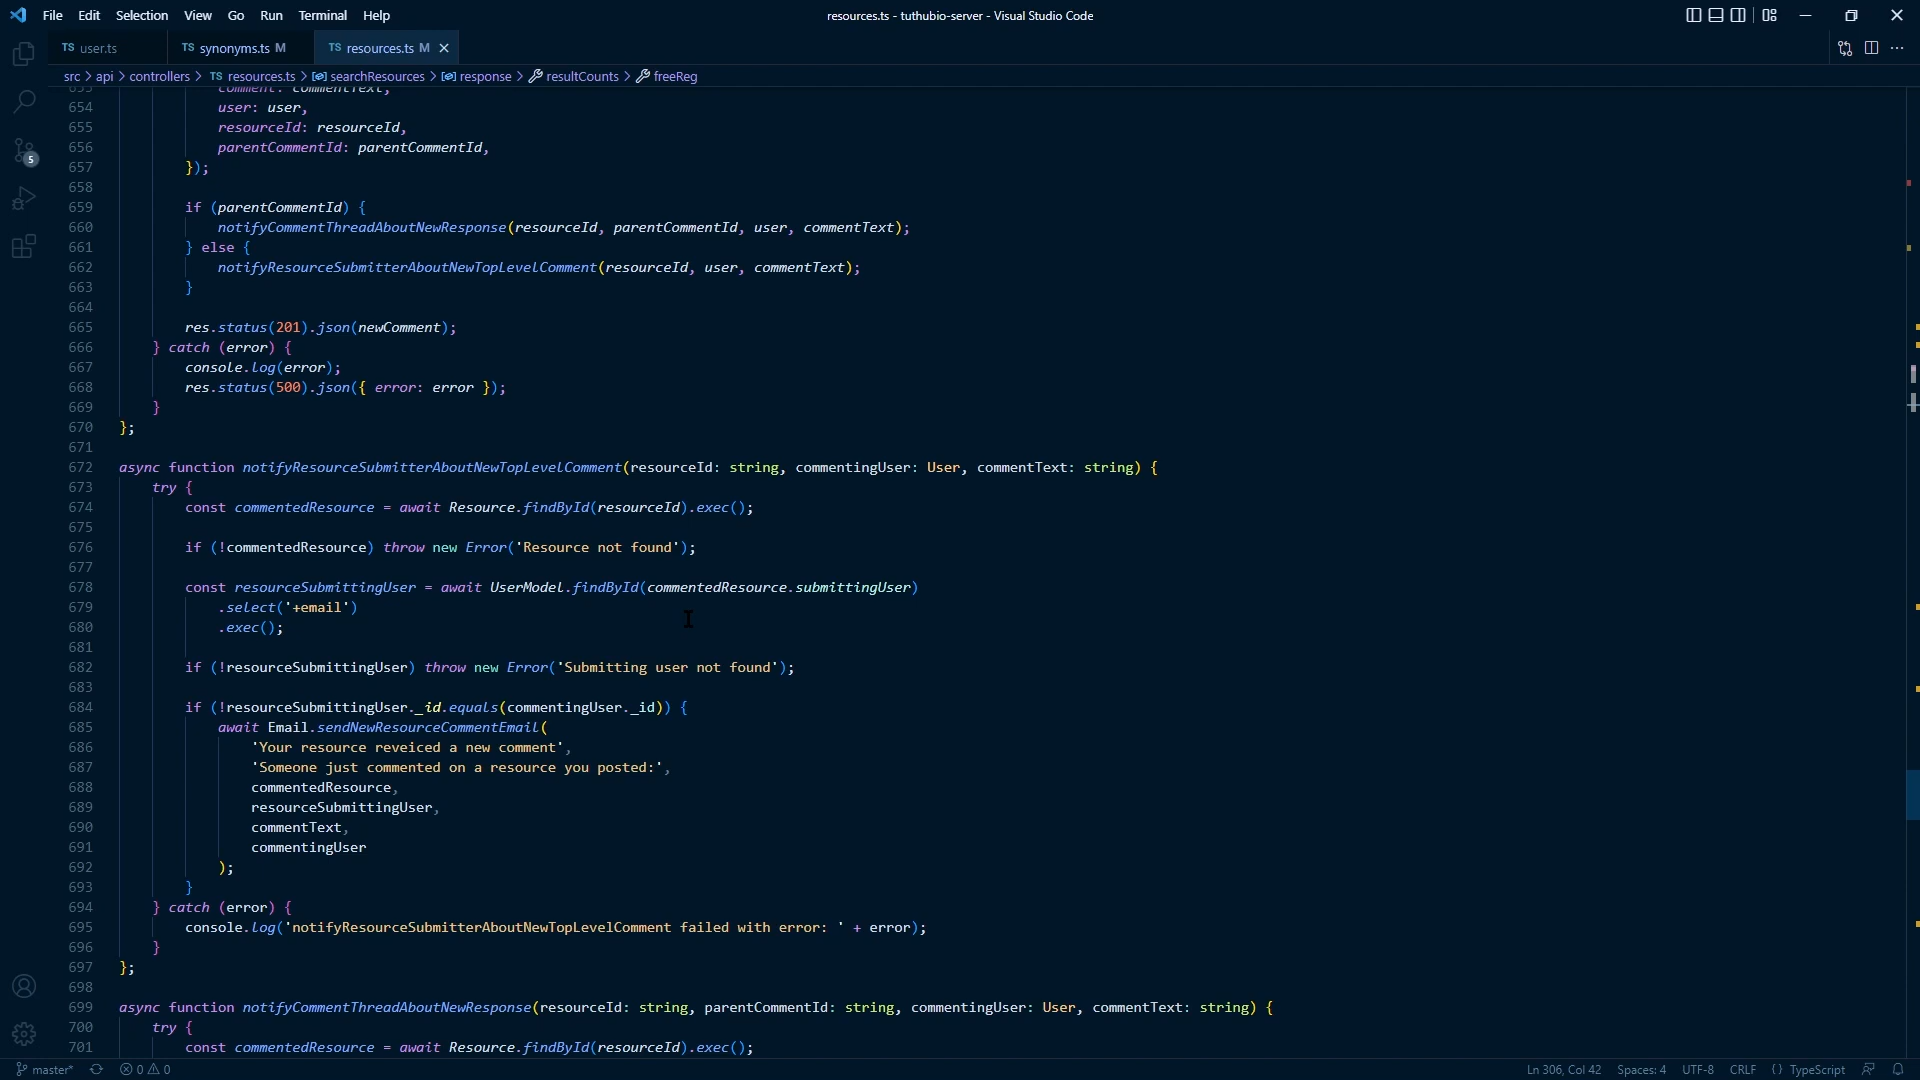 File Edit Selection View Go Run Terminal Help
resources.ts - tuthubio-server - Visual Studio Code
TS user.ts TS synonyms.ts M TS resources.ts M
src > api > controllers > TS resources.ts > searchResources > response > resultCounts > freeReg
653 comment: commentText,
654 user: user,
655 resourceId: resourceId,
656 parentCommentId: parentCommentId,
657 });
658
659 if (parentCommentId) {
660 notifyCommentThreadAboutNewResponse(resourceId, parentCommentId, user, commentText);
661 } else {
662 notifyResourceSubmitterAboutNewTopLevelComment(resourceId, user, commentText);
663 }
664
665 res.status(201).json(newComment);
666 } catch (error) {
667 console.log(error);
668 res.status(500).json({ error: error });
669 }
670 };
671
672 async function notifyResourceSubmitterAboutNewTopLevelComment(resourceId: string, commentingUser: User, commentText: string) {
673 try {
674 const commentedResource = await Resource.findById(resourceId).exec();
675
676 if (!commentedResource) throw new Error('Resource not found');
677
678 const resourceSubmittingUser = await UserModel.findById(commentedResource.submittingUser)
679 .select('+email')
680 .exec();
681
682 if (!resourceSubmittingUser) throw new Error('Submitting user not found');
683
684 if (!resourceSubmittingUser._id.equals(commentingUser._id)) {
685 await Email.sendNewResourceCommentEmail(
686 'Your resource reveiced a new comment',
687 'Someone just commented on a resource you posted:',
688 commentedResource,
689 resourceSubmittingUser,
690 commentText,
691 commentingUser
692 );
693 }
694 } catch (error) {
695 console.log('notifyResourceSubmitterAboutNewTopLevelComment failed with error: ' + error);
696 }
697 };
698
699 async function notifyCommentThreadAboutNewResponse(resourceId: string, parentCommentId: string, commentingUser: User, commentText: string) {
700 try {
701 const commentedResource = await Resource.findById(resourceId).exec();
5
master* 0 0 Ln 306, Col 42 Spaces: 4 UTF-8 CRLF { } TypeScript